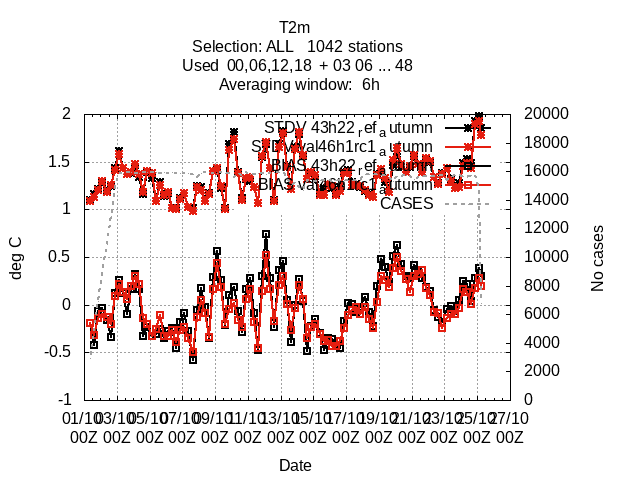 T2m
Selection: ALL 1042 stations
Used 00,06,12,18 + 03 06 ... 48
Averaging window: 6h
STDV 43h22_ref_autumn
STDV val46h1rc1_autumn
BIAS 43h22_ref_autumn
BIAS val46h1rc1_autumn
CASES
deg C
No cases
2
1.5
1
0.5
0
-0.5
-1
20000
18000
16000
14000
12000
10000
8000
6000
4000
2000
0
01/10 03/10 05/10 07/10 09/10 11/10 13/10 15/10 17/10 19/10 21/10 23/10 25/10 27/10
00Z 00Z 00Z 00Z 00Z 00Z 00Z 00Z 00Z 00Z 00Z 00Z 00Z 00Z
Date